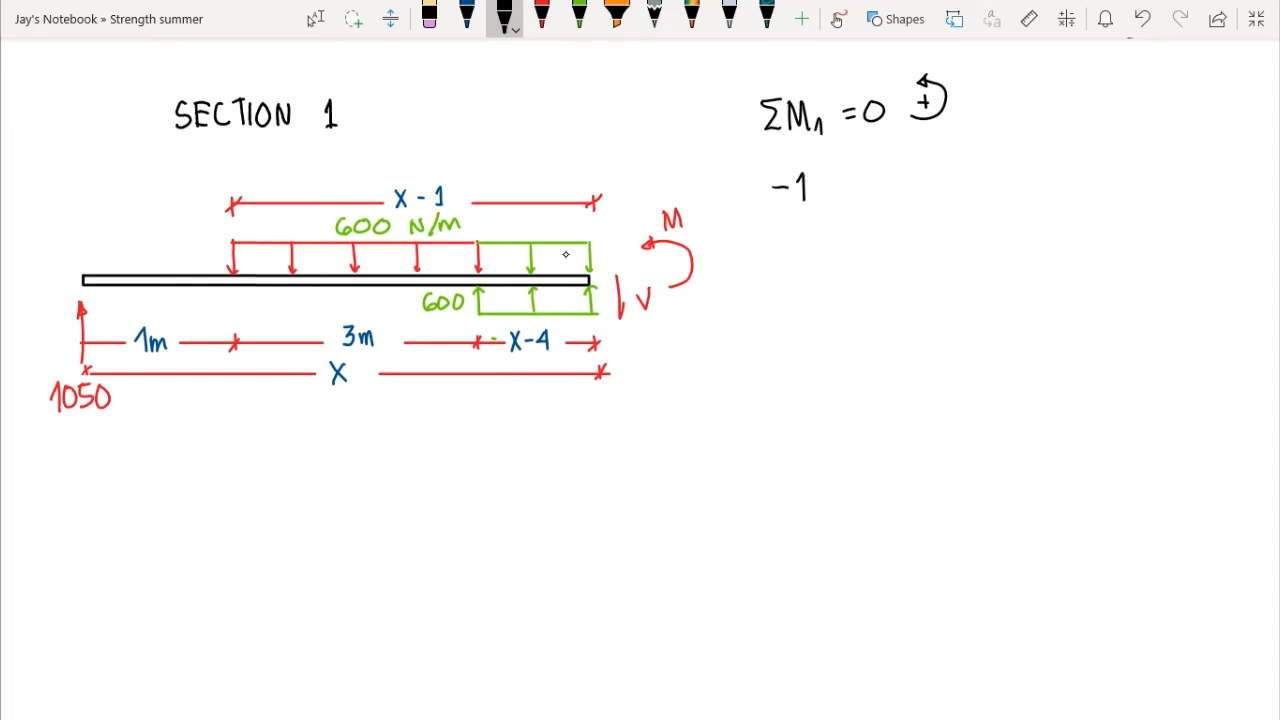 Jay's Notebook » Strength summer
Shapes
SECTION 1
ΣM₁ = 0 +
-1
X - 1
600 N/m
M
600
V
1m 3m X-4
X
1050